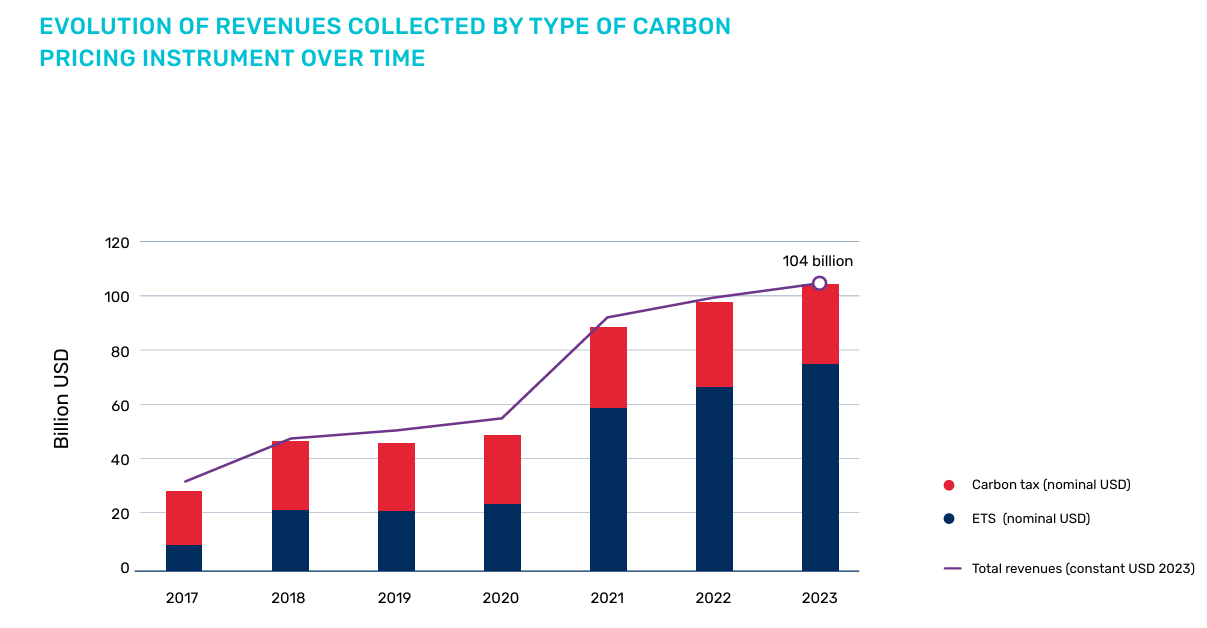 EVOLUTION OF REVENUES COLLECTED BY TYPE OF CARBON
PRICING INSTRUMENT OVER TIME
Billion USD
120
100
80
60
40
20
0
104 billion
2017
2018
2019
2020
2021
2022
2023
Carbon tax (nominal USD)
ETS (nominal USD)
Total revenues (constant USD 2023)